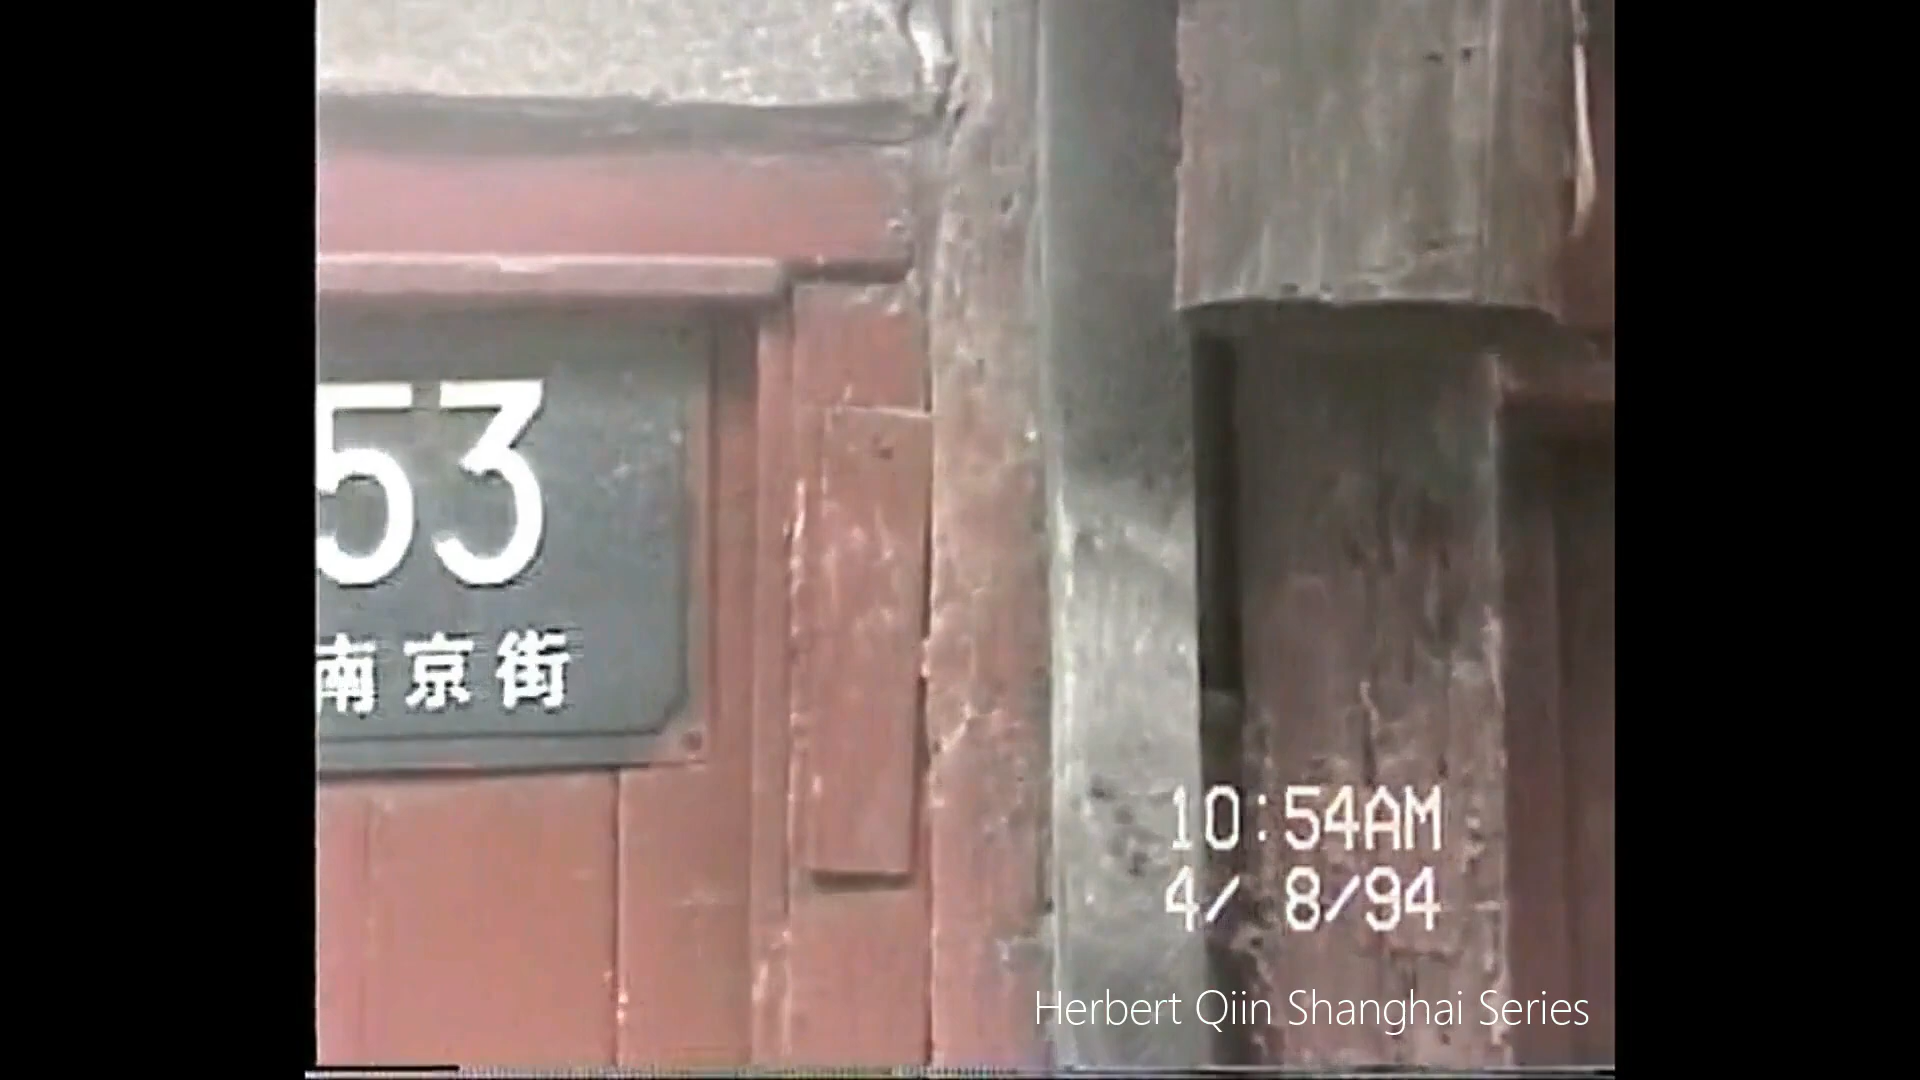 53
南京街
10:54AM
4/ 8/94
Herbert Qiin Shanghai Series